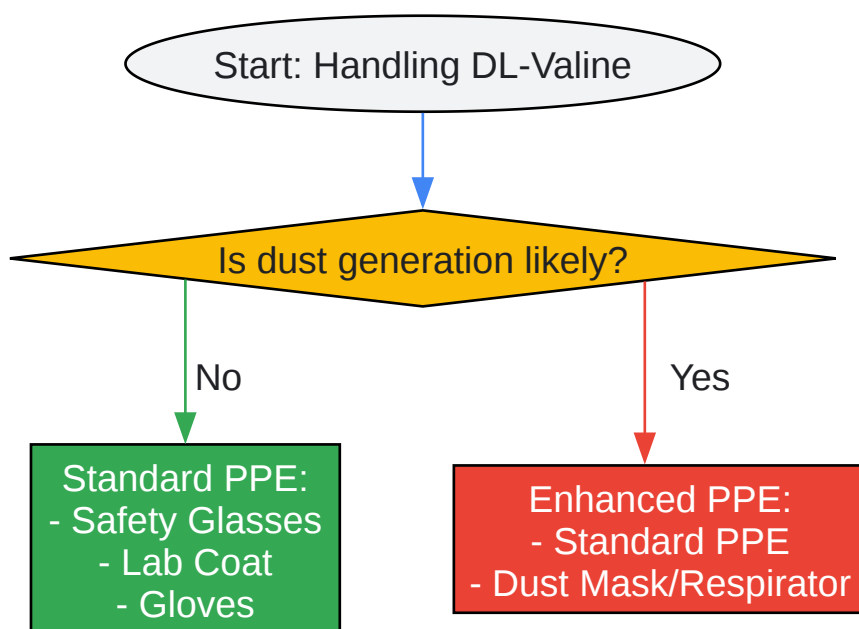 Start: Handling DL-Valine
Is dust generation likely?
No
Yes
Standard PPE:
- Safety Glasses
- Lab Coat
- Gloves
Enhanced PPE:
- Standard PPE
- Dust Mask/Respirator